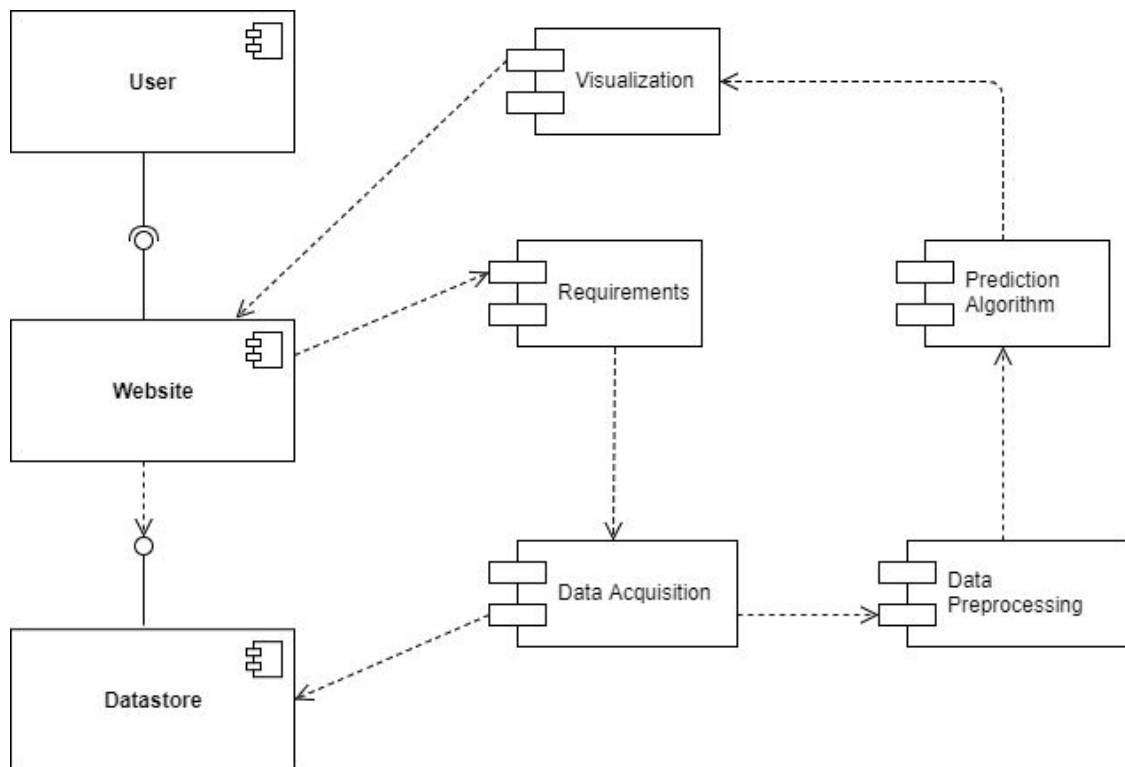 User
Visualization
Website
Requirements
Prediction
Algorithm
Datastore
Data Acquisition
Data
Preprocessing